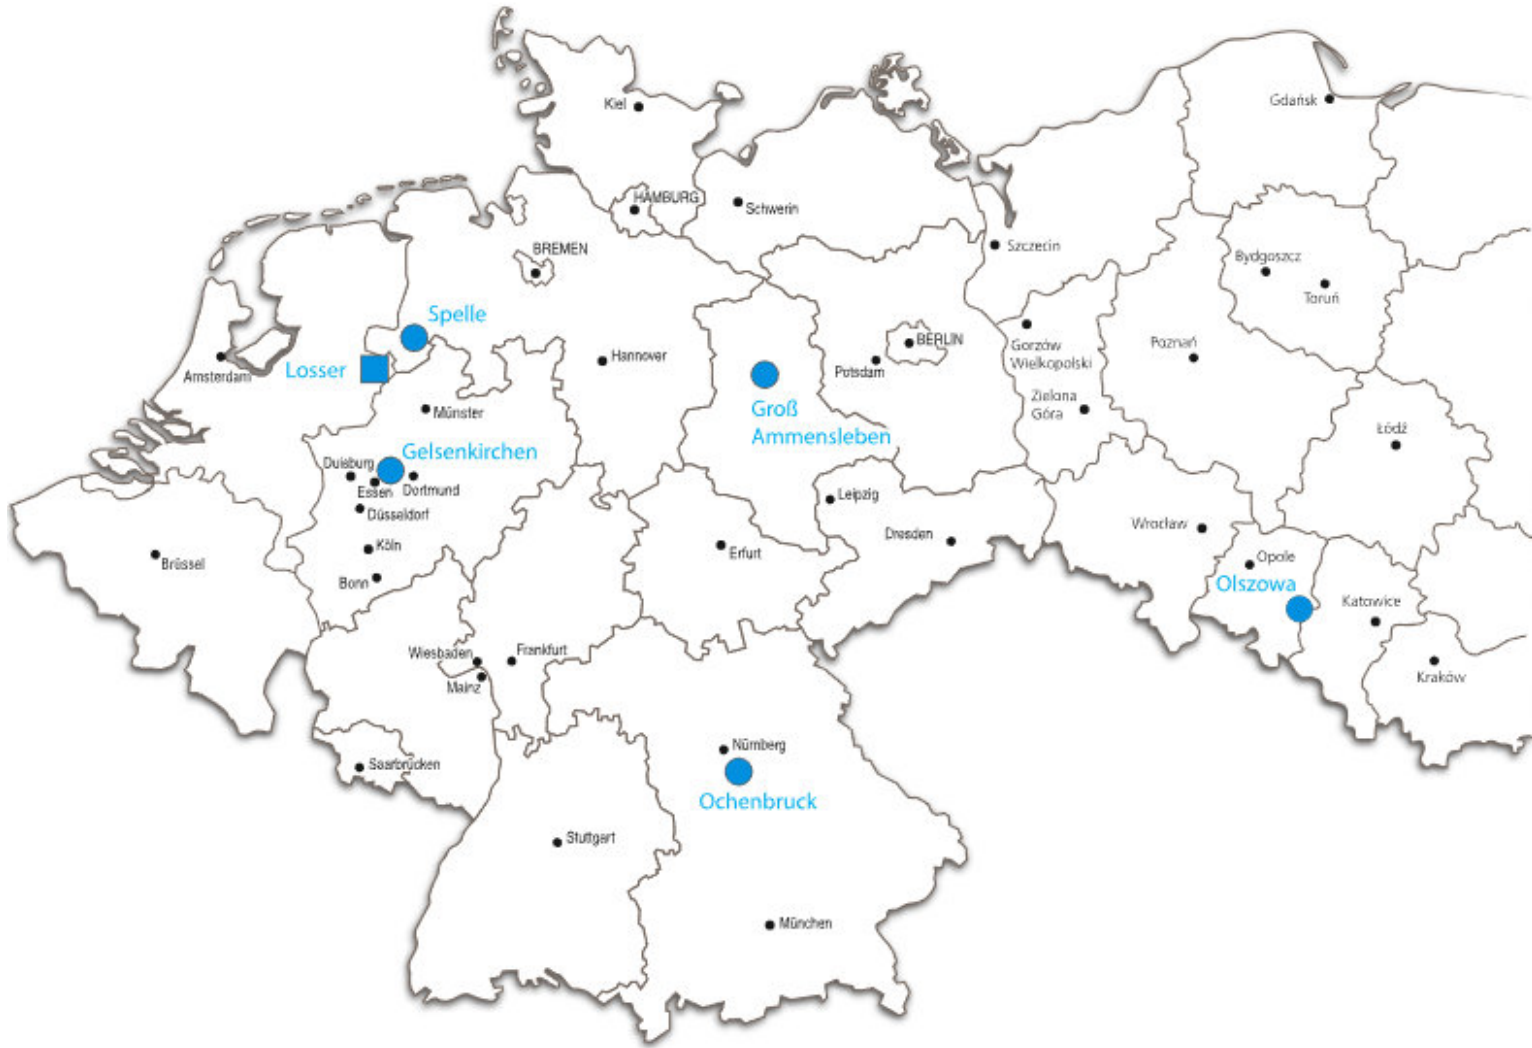 Kiel
Gdańsk
HAMBURG
Schwerin
BREMEN
Szczecin
Bydgoszcz
Toruń
Spelle
Losser
Amsterdam
Hannover
BERLIN
Potsdam
Gorzów
Wielkopolski
Poznań
Zielona
Góra
Münster
Groß
Ammensleben
Łódź
Gelsenkirchen
Duisburg
Essen
Dortmund
Düsseldorf
Leipzig
Wrocław
Dresden
Köln
Erfurt
Brüssel
Bonn
Opole
Olszowa
Katowice
Wiesbaden
Frankfurt
Mainz
Kraków
Nürnberg
Saarbrücken
Ochenbruck
Stuttgart
München